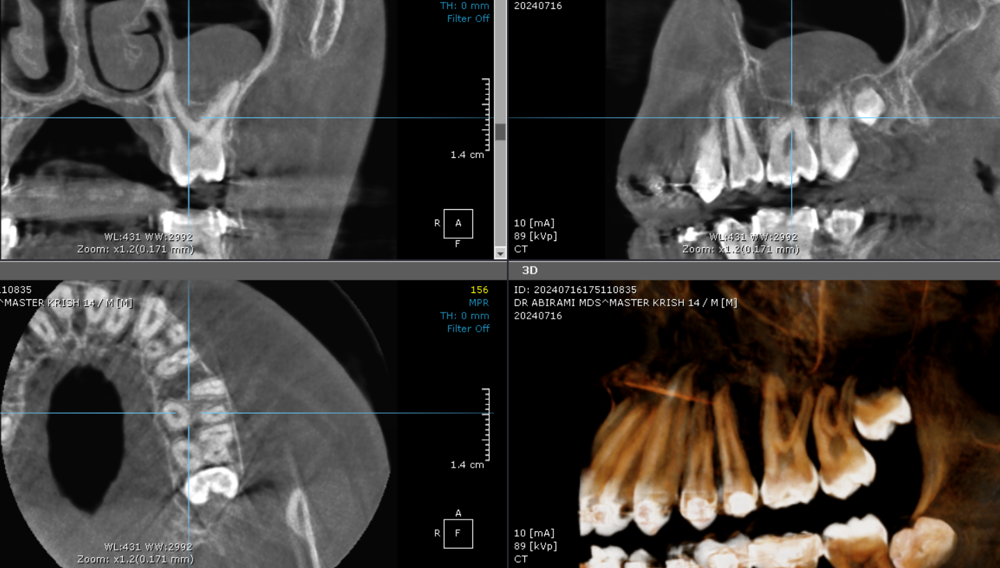 TH: 0 mm
Filter Off
1.4 cm
R A
F
WL:431 WW:2992
Zoom: x1.2(0.171 mm)
20240716
10 [mA]
89 [kVp]
CT
WL:431 WW:2992
Zoom: x1.2(0.171 mm)
3D
10835
^MASTER KRISH 14 / M [M]
156
MPR
TH: 0 mm
Filter Off
1.4 cm
A
R F
WL:431 WW:2992
Zoom: x1.2(0.171 mm)
ID: 20240716175110835
DR ABIRAMI MDS^MASTER KRISH 14 / M [M]
20240716
10 [mA]
89 [kVp]
CT